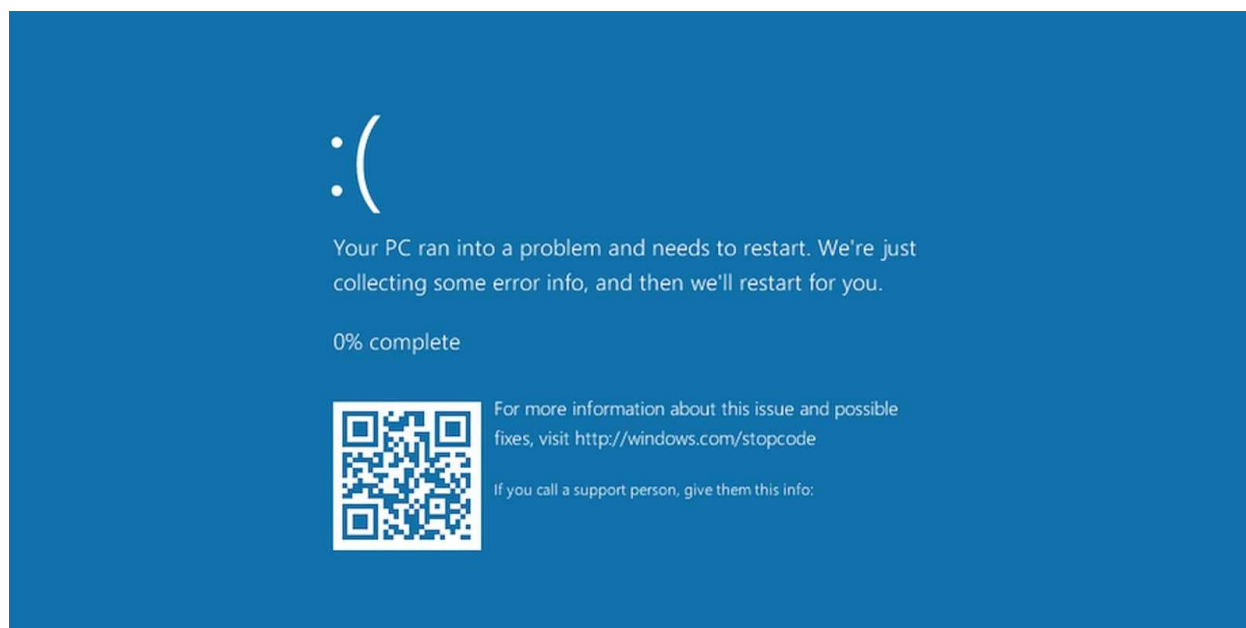 :(
Your PC ran into a problem and needs to restart. We're just
collecting some error info, and then we'll restart for you.
0% complete
For more information about this issue and possible
fixes, visit http://windows.com/stopcode
If you call a support person, give them this info: